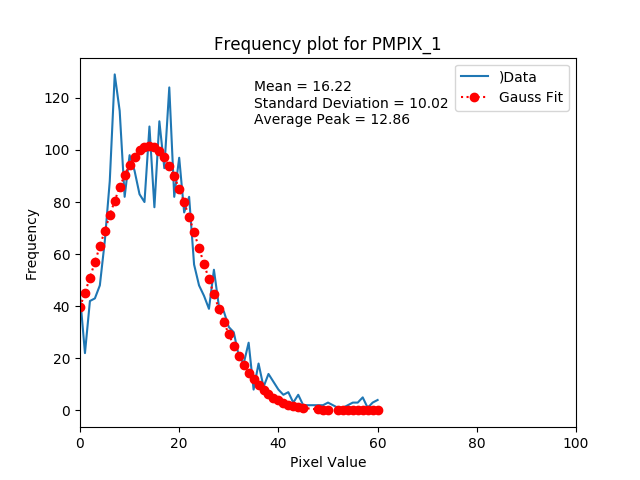 Frequency plot for PMPIX_1
Mean = 16.22
Standard Deviation = 10.02
Average Peak = 12.86
)Data
Gauss Fit
Frequency
120
100
80
60
40
20
0
0 20 40 60 80 100
Pixel Value